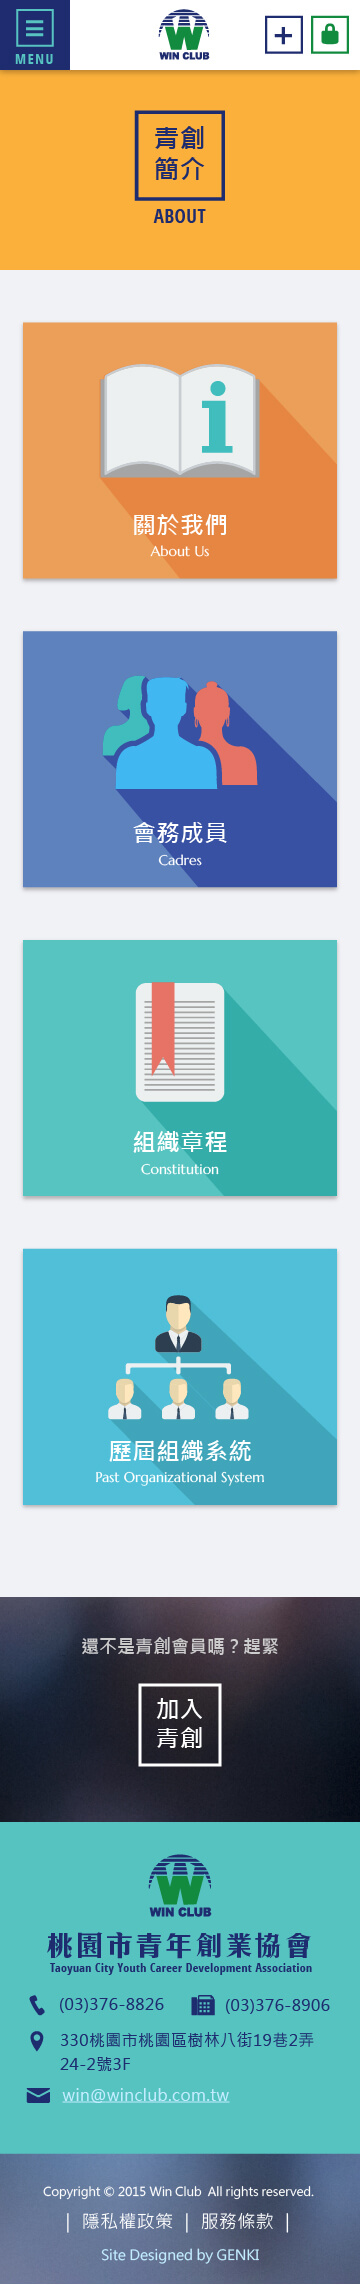 MENU
WIN CLUB
青創
簡介
ABOUT
關於我們
About Us
會務成員
Cadres
組織章程
Constitution
歷屆組織系統
Past Organizational System
還不是青創會員嗎？趕緊
加入
青創
WIN CLUB
桃園市青年創業協會
Taoyuan City Youth Career Development Association
(03)376-8826
(03)376-8906
330桃園市桃園區樹林八街19巷2弄
24-2號3F
win@winclub.com.tw
Copyright © 2015 Win Club All rights reserved.
| 隱私權政策 | 服務條款 |
Site Designed by GENKI